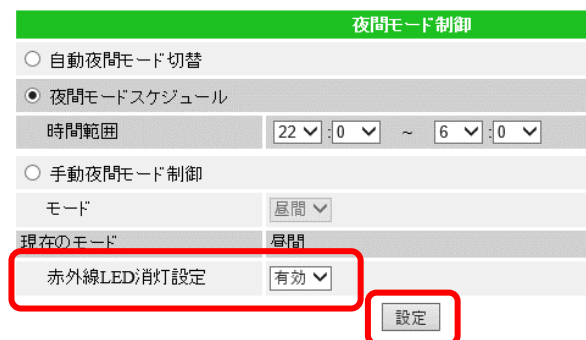 夜間モード制御
自動夜間モード切替
夜間モードスケジュール
時間範囲 22 :0 ~ 6 :0
手動夜間モード制御
モード 昼間
現在のモード 昼間
赤外線LED消灯設定 有効
設定